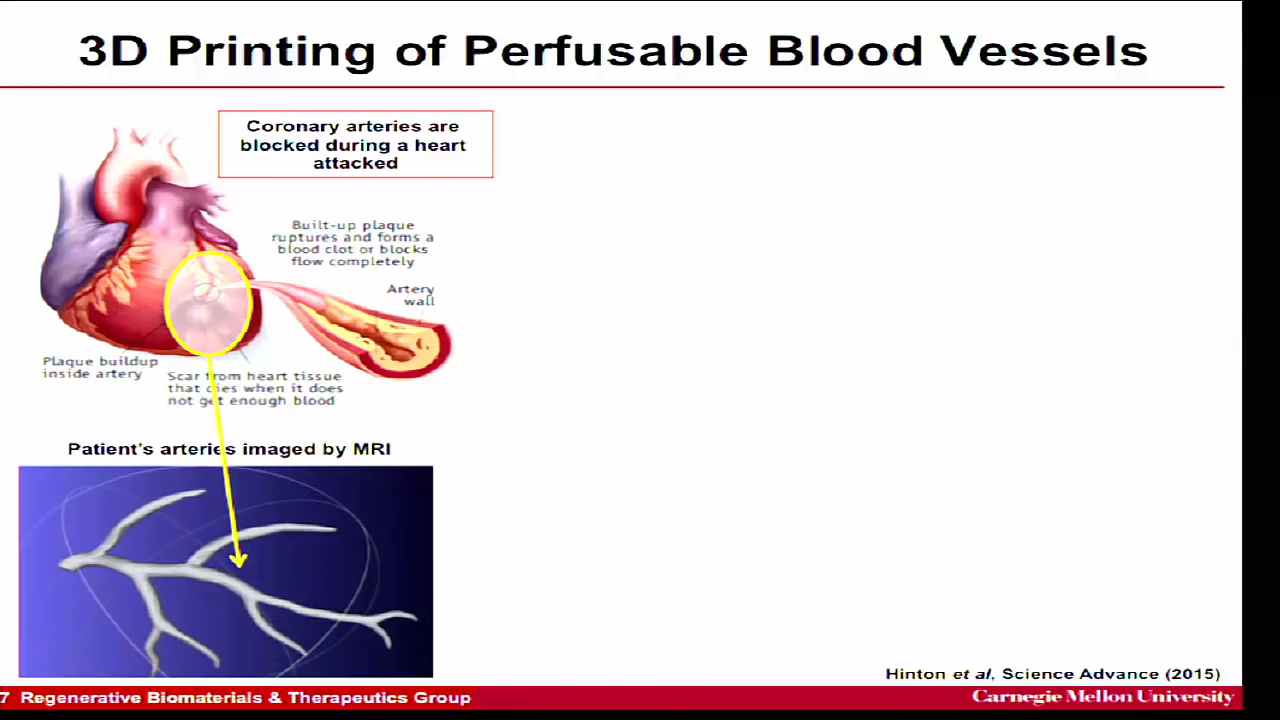 3D Printing of Perfusable Blood Vessels
Coronary arteries are
blocked during a heart
attacked
Built-up plaque
ruptures and forms a
blood clot or blocks
flow completely
Artery
wall
Plaque buildup
inside artery
Scar from heart tissue
that dies when it does
not get enough blood
Patient's arteries imaged by MRI
Hinton et al, Science Advance (2015)
7 Regenerative Biomaterials & Therapeutics Group
Carnegie Mellon University